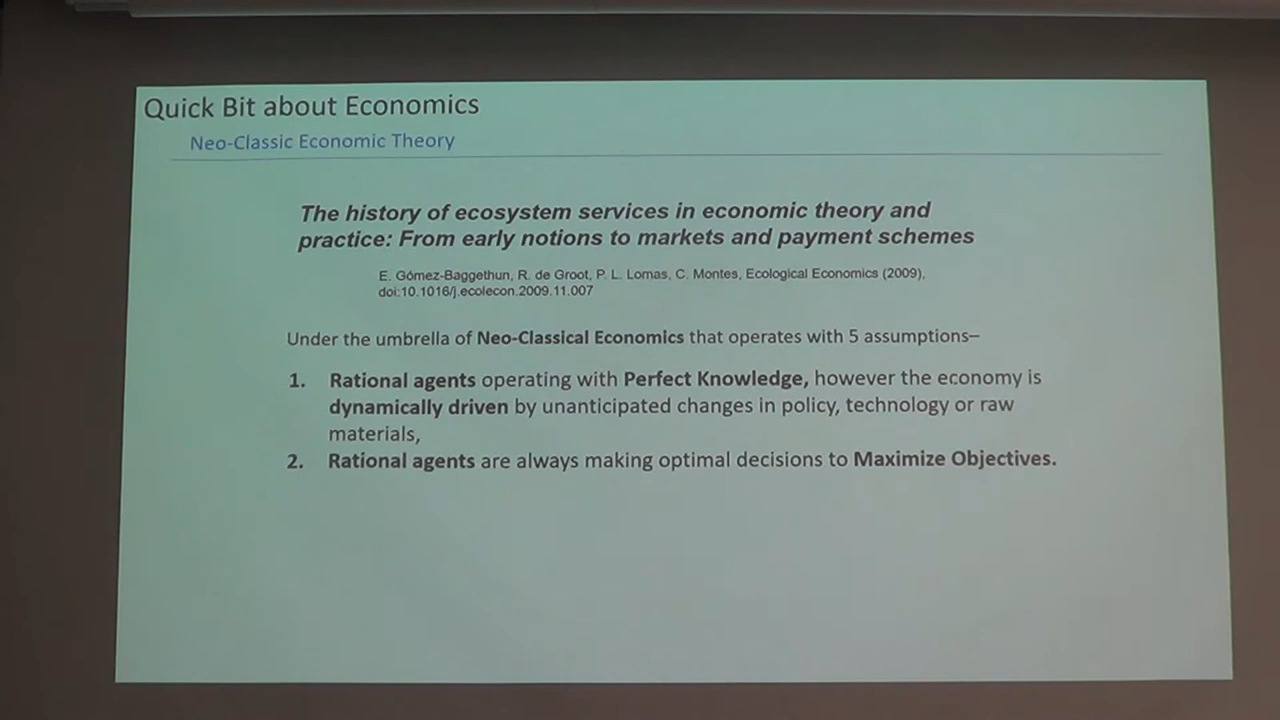 Quick Bit about Economics
Neo-Classic Economic Theory
The history of ecosystem services in economic theory and
practice: From early notions to markets and payment schemes
E. Gómez-Baggethun, R. de Groot, P. L. Lomas, C. Montes, Ecological Economics (2009),
doi:10.1016/j.ecolecon.2009.11.007
Under the umbrella of Neo-Classical Economics that operates with 5 assumptions–
1. Rational agents operating with Perfect Knowledge, however the economy is
dynamically driven by unanticipated changes in policy, technology or raw
materials,
2. Rational agents are always making optimal decisions to Maximize Objectives.